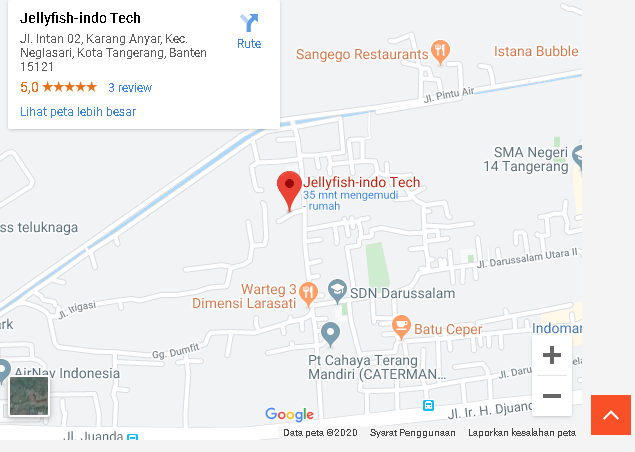 Jellyfish-indo Tech
Jl. Intan 02, Karang Anyar, Kec.
Neglasari, Kota Tangerang, Banten
15121
Rute
5,0
3 review
Lihat peta lebih besar
Sangego Restaurants
Istana Bubble
Jl. Pintu Air
SMA Negeri
14 Tangerang
Jellyfish-indo Tech
35 mnt mengemudi
- rumah
ss teluknaga
Jl. Darussalam Utara II
Warteg 3
Dimensi Larasati
SDN Darussalam
Jl. Irigasi
ark
Batu Ceper
Indomar
Gg. Dumfit
Pt Cahaya Terang
Mandiri (CATERMAN...
Jl. Daru
AirNav Indonesia
Google
Jl. Ir. H. Djuanc
Jl. Juanda
Data peta ©2020
Syarat Penggunaan
Laporkan kesalahan peta